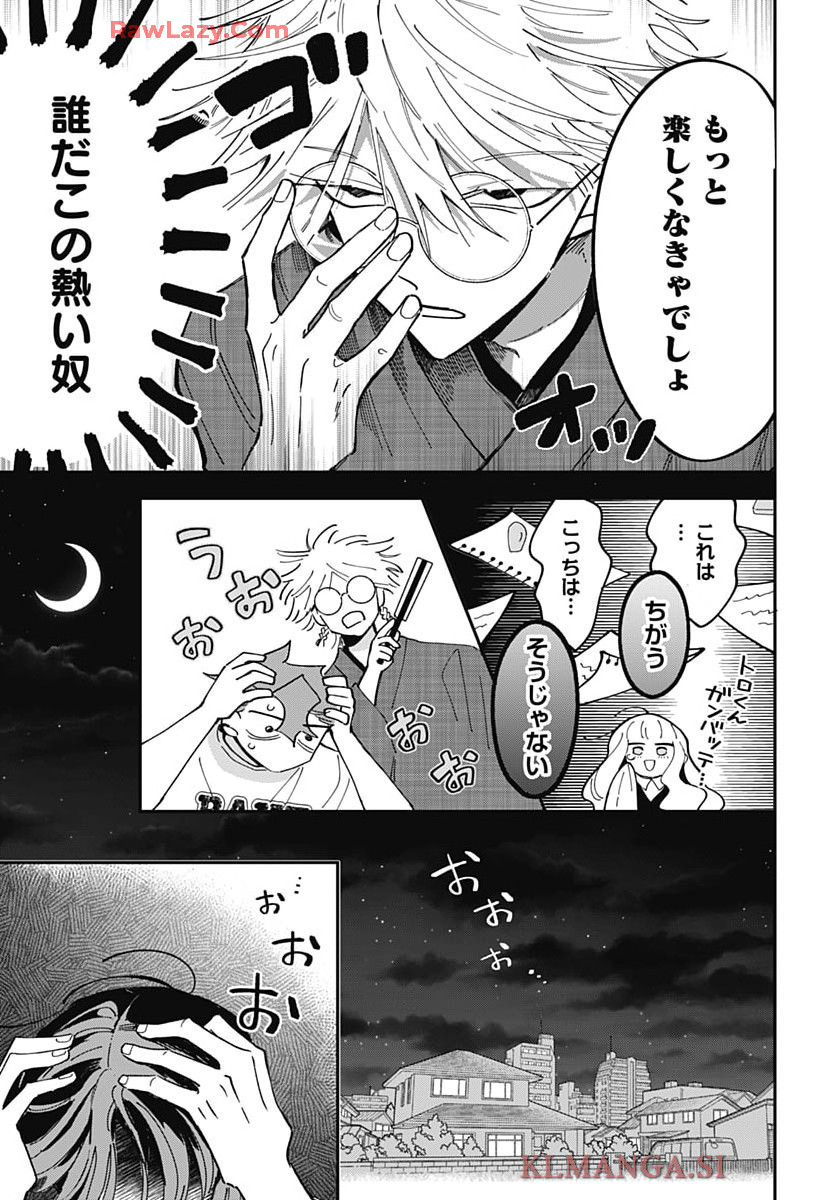 RawLazy.Com
もっと
楽しくなきゃでしょ
ゴゴ
オッ
誰だこの熱い奴
これは
…
ちがう
こっちは…
そうじゃない
トロくん
ガンバッテ…
うおお
おおお
おおお…
…おおお
KLMANGA.SI